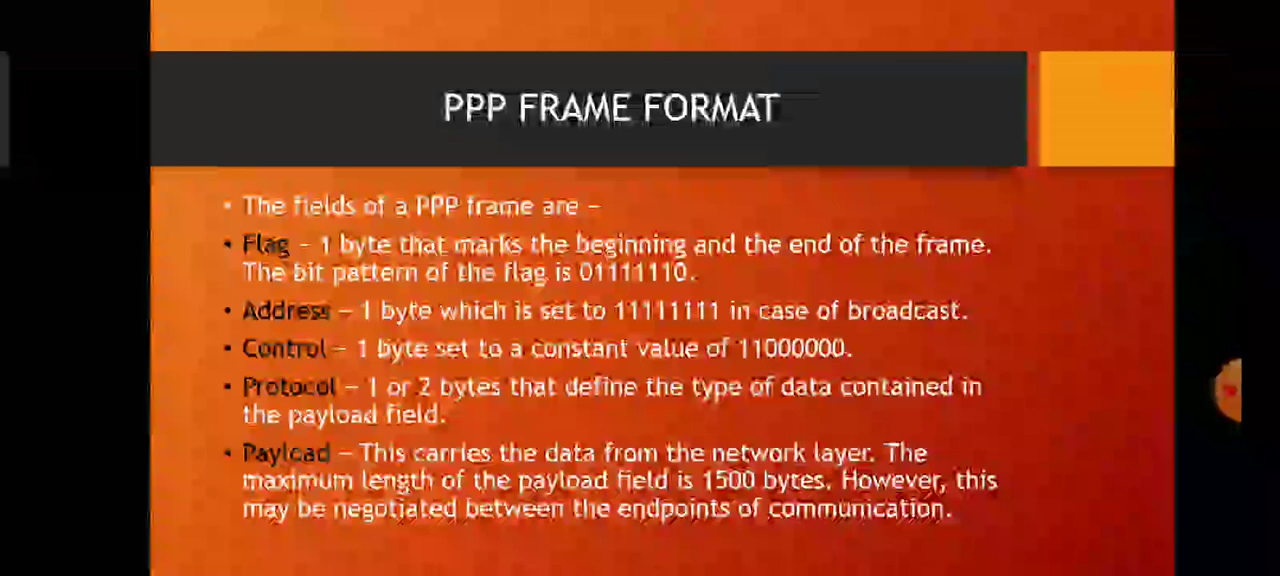 PPP FRAME FORMAT
• The fields of a PPP frame are –
• Flag – 1 byte that marks the beginning and the end of the frame.
The bit pattern of the flag is 01111110.
• Address – 1 byte which is set to 11111111 in case of broadcast.
• Control – 1 byte set to a constant value of 11000000.
• Protocol – 1 or 2 bytes that define the type of data contained in
the payload field.
• Payload – This carries the data from the network layer. The
maximum length of the payload field is 1500 bytes. However, this
may be negotiated between the endpoints of communication.